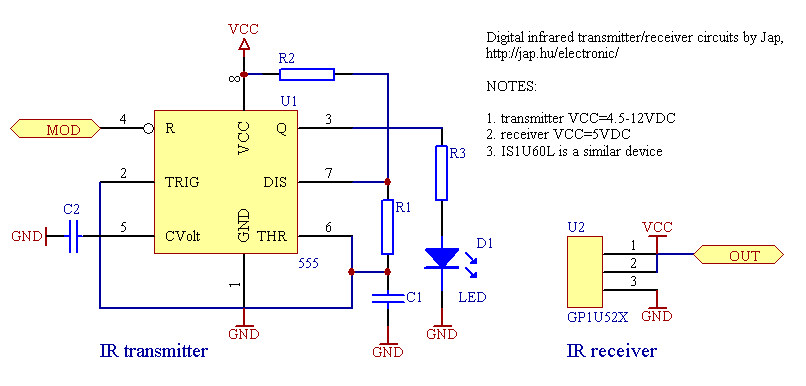 Digital infrared transmitter/receiver circuits by Jap,
http://jap.hu/electronic/
NOTES:
1. transmitter VCC=4.5-12VDC
2. receiver VCC=5VDC
3. IS1U60L is a similar device
VCC
8
R2
U1
MOD
4
R
VCC
Q
3
R3
2
TRIG
DIS
7
R1
C2
GND
5
CVolt
GND
THR
6
555
1
C1
D1
LED
GND
GND
GND
IR transmitter
U2
VCC
1
2
3
OUT
GP1U52X
GND
IR receiver